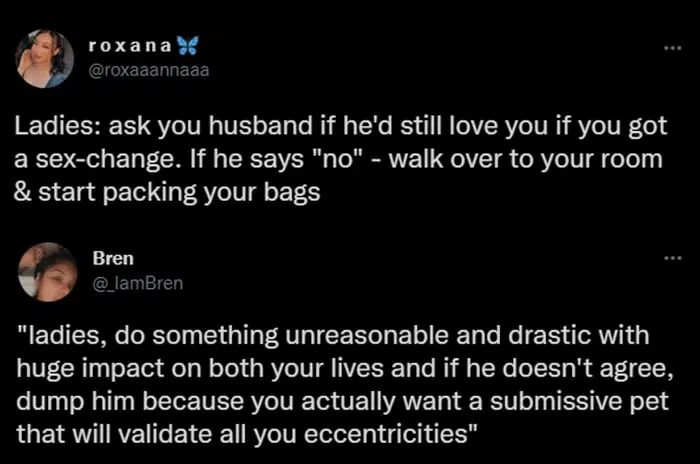 roxana🦋
@roxaaannaaa
Ladies: ask you husband if he'd still love you if you got
a sex-change. If he says "no" - walk over to your room
& start packing your bags
Bren
@_IamBren
"ladies, do something unreasonable and drastic with
huge impact on both your lives and if he doesn't agree,
dump him because you actually want a submissive pet
that will validate all you eccentricities"